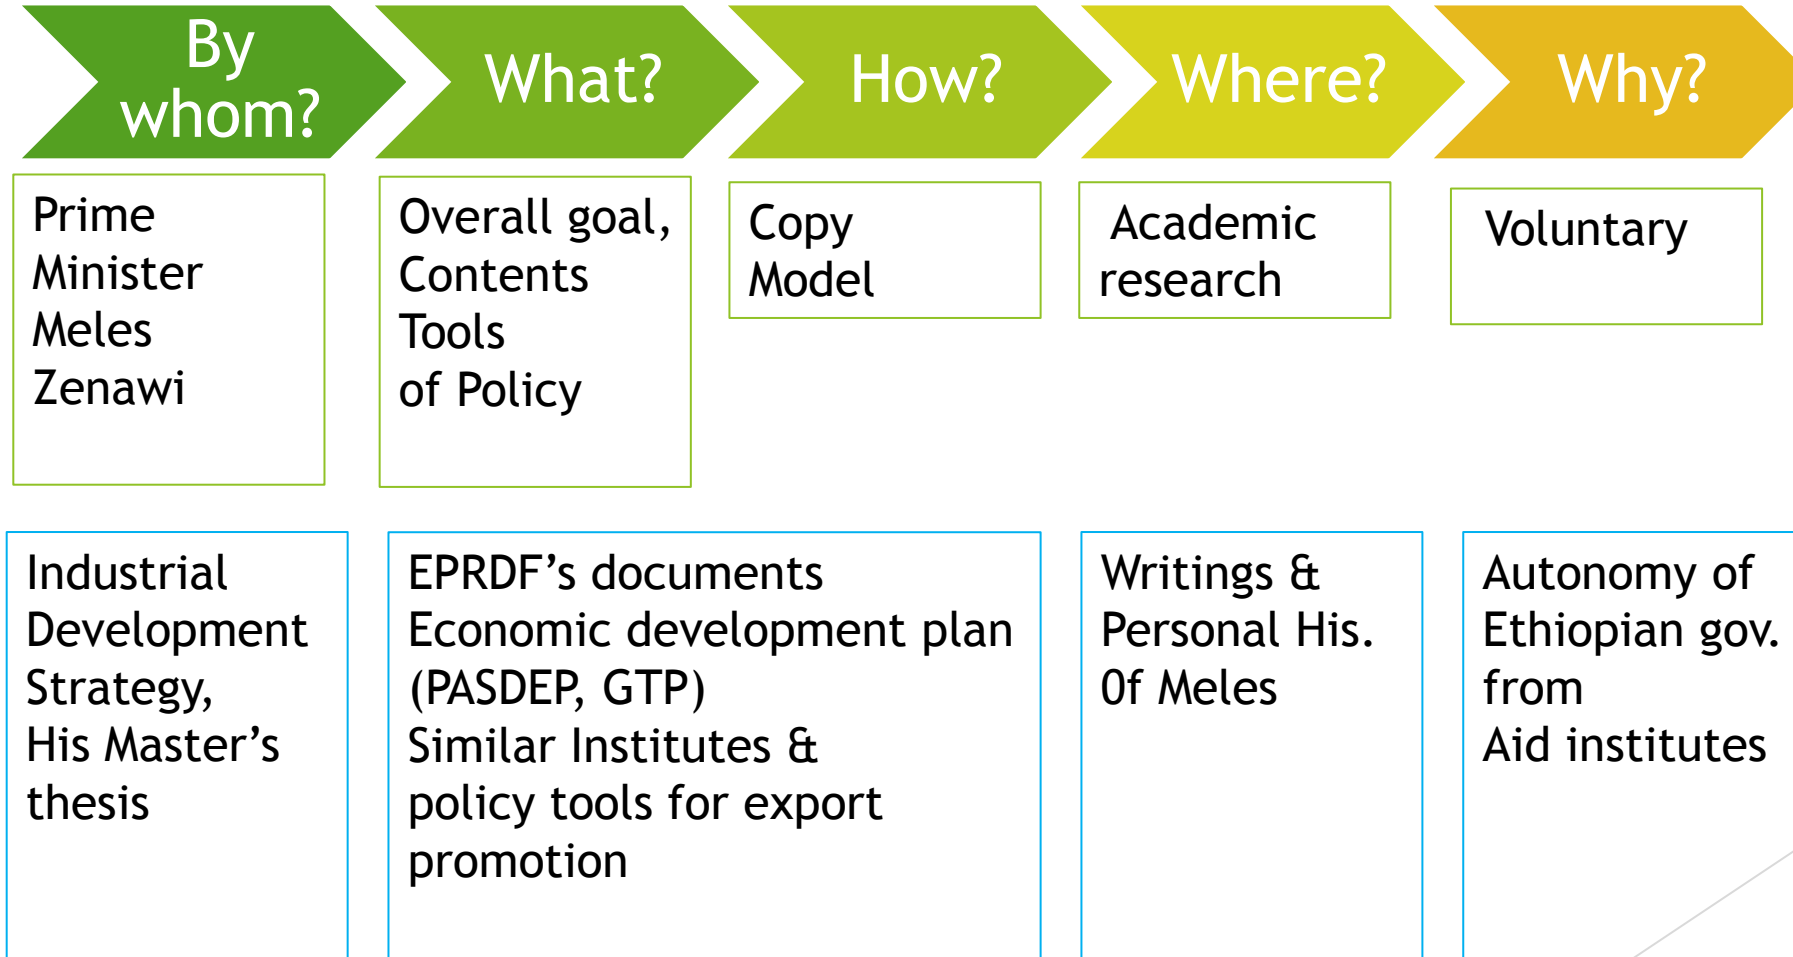 By
whom?
What?
How?
Where?
Why?
Prime
Minister
Meles
Zenawi
Overall goal,
Contents
Tools
of Policy
Copy
Model
Academic
research
Voluntary
Industrial
Development
Strategy,
His Master’s
thesis
EPRDF’s documents
Economic development plan
(PASDEP, GTP)
Similar Institutes &
policy tools for export
promotion
Writings &
Personal His.
0f Meles
Autonomy of
Ethiopian gov.
from
Aid institutes